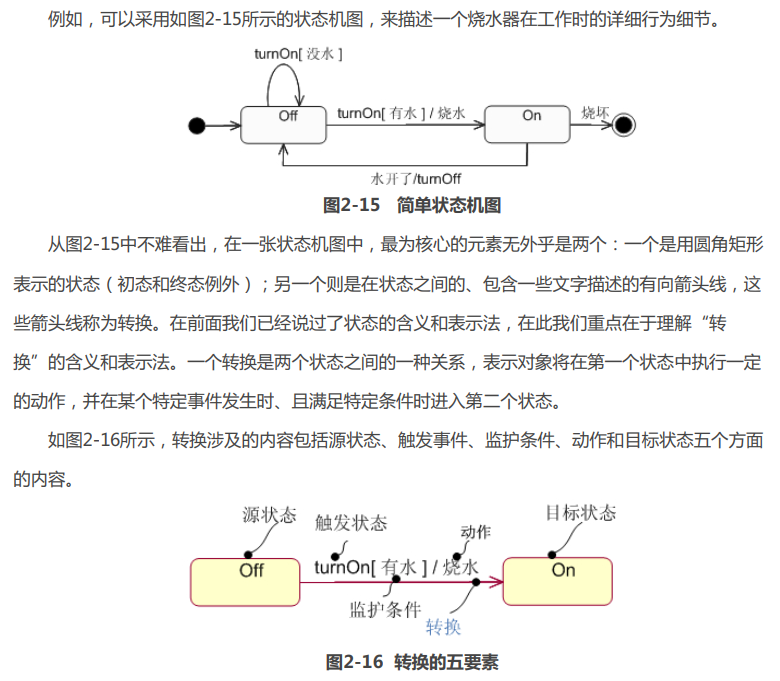 例如，可以采用如图2-15所示的状态机图，来描述一个烧水器在工作时的详细行为细节。
turnOn[ 没水 ]
Off
turnOn[ 有水 ] / 烧水
On
烧坏
水开了/turnOff
图2-15 简单状态机图
从图2-15中不难看出，在一张状态机图中，最为核心的元素无外乎是两个：一个是用圆角矩形
表示的状态（初态和终态例外）；另一个则是在状态之间的、包含一些文字描述的有向箭头线，这
些箭头线称为转换。在前面我们已经说过了状态的含义和表示法，在此我们重点在于理解“转
换”的含义和表示法。一个转换是两个状态之间的一种关系，表示对象将在第一个状态中执行一定
的动作，并在某个特定事件发生时、且满足特定条件时进入第二个状态。
如图2-16所示，转换涉及的内容包括源状态、触发事件、监护条件、动作和目标状态五个方面
的内容。
源状态
触发状态
动作
目标状态
Off
turnOn[ 有水 ] / 烧水
On
监护条件
转换
图2-16 转换的五要素